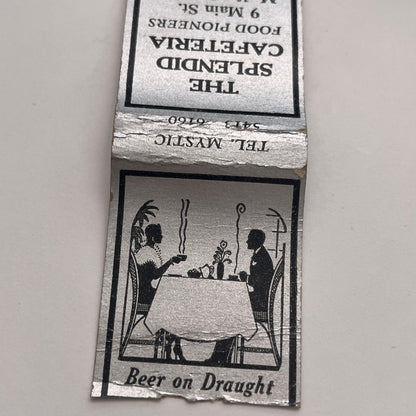 THE
SPLENDID
CAFETERIA
FOOD PIONEERS
9 Main St.
TEL. MYSTIC
Beer on Draught